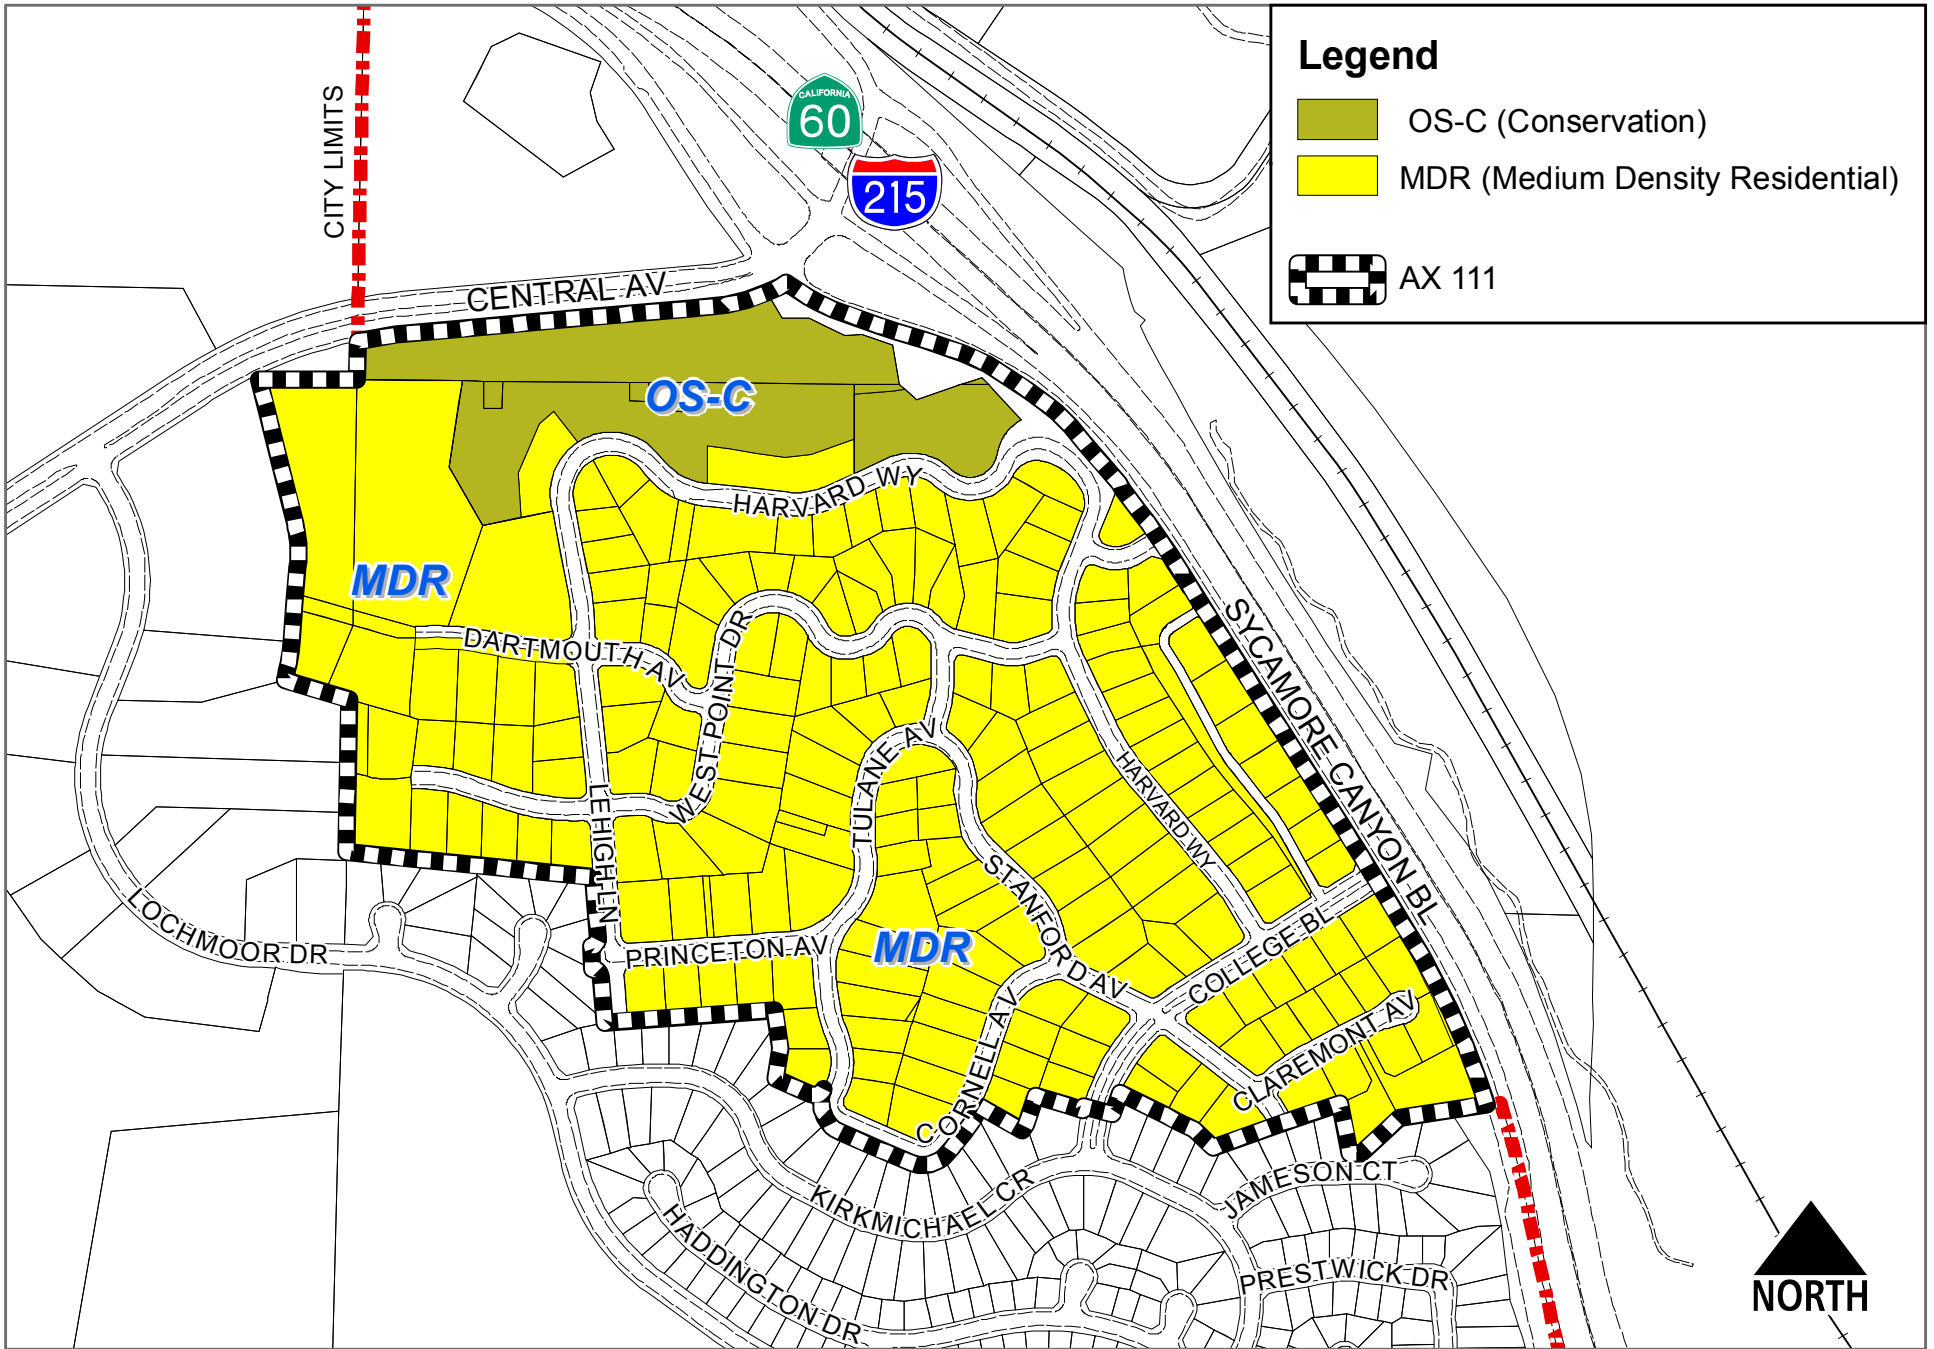 Legend
OS-C (Conservation)
MDR (Medium Density Residential)
AX 111
CITY LIMITS
CALIFORNIA
60
215
CENTRAL AV
OS-C
HARVARD WY
MDR
DARTMOUTH AV
WEST POINT DR
SYCAMORE CANYON BL
TULANE AV
HARVARD WY
LEHIGH LN
STANFORD AV
LOCHMOOR DR
PRINCETON AV
MDR
COLLEGE BL
CORNELL AV
CLAREMONT AV
KIRKMICHAEL CR
JAMESON CT
HADDINGTON DR
PRESTWICK DR
NORTH